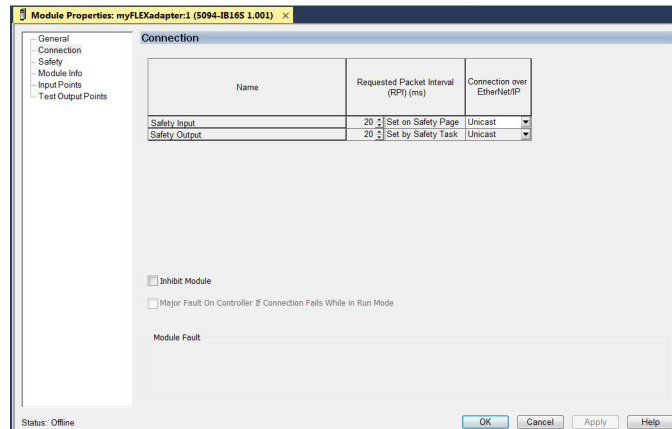 Module Properties: myFLEXadapter:1 (5094-IB16S 1.001) ×
General
Connection
Safety
Module Info
Input Points
Test Output Points
Connection
Name
Requested Packet Interval
(RPI) (ms)
Connection over
EtherNet/IP
Safety Input 20 Set on Safety Page Unicast
Safety Output 20 Set by Safety Task Unicast
Inhibit Module
Major Fault On Controller If Connection Fails While in Run Mode
Module Fault
Status: Offline
OK Cancel Apply Help